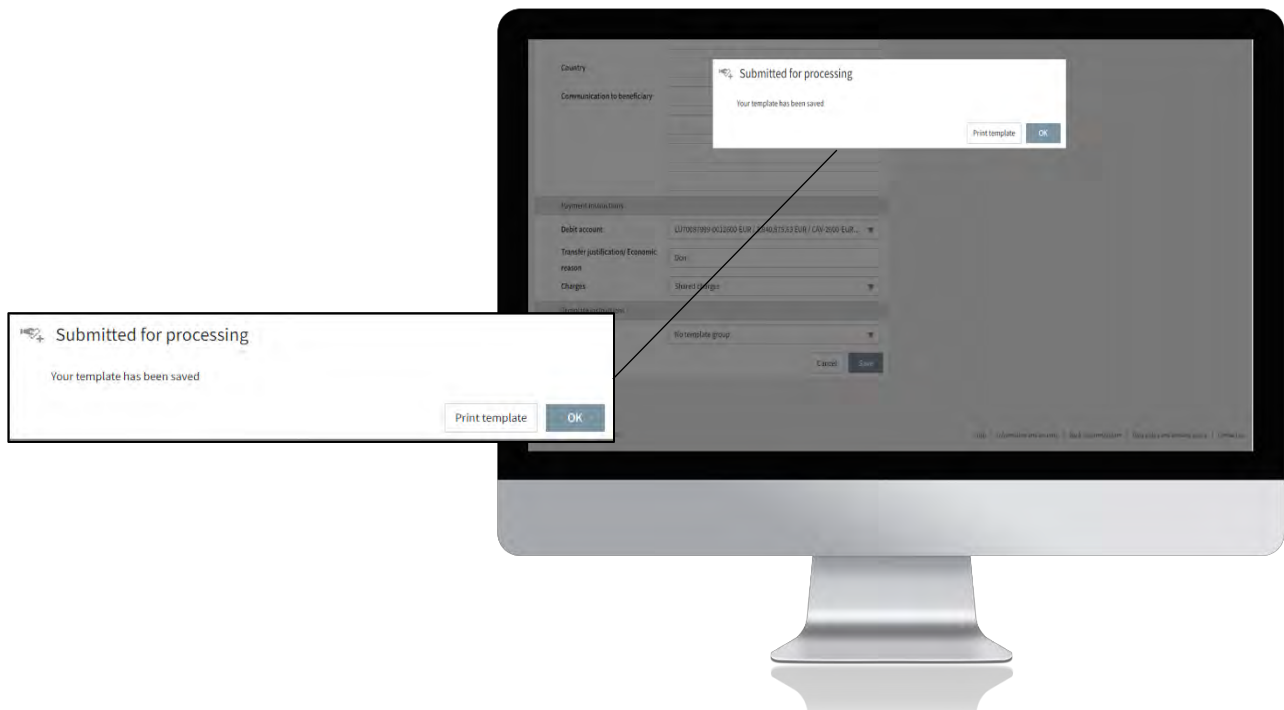 Country
Submitted for processing
Communication to beneficiary
Your template has been saved
Print template
OK
Payment instructions
Debit account
Transfer justification/ Economic
reason
Charges
Shared charges
No template group
Cancel
Save
Submitted for processing
Your template has been saved
Print template
OK